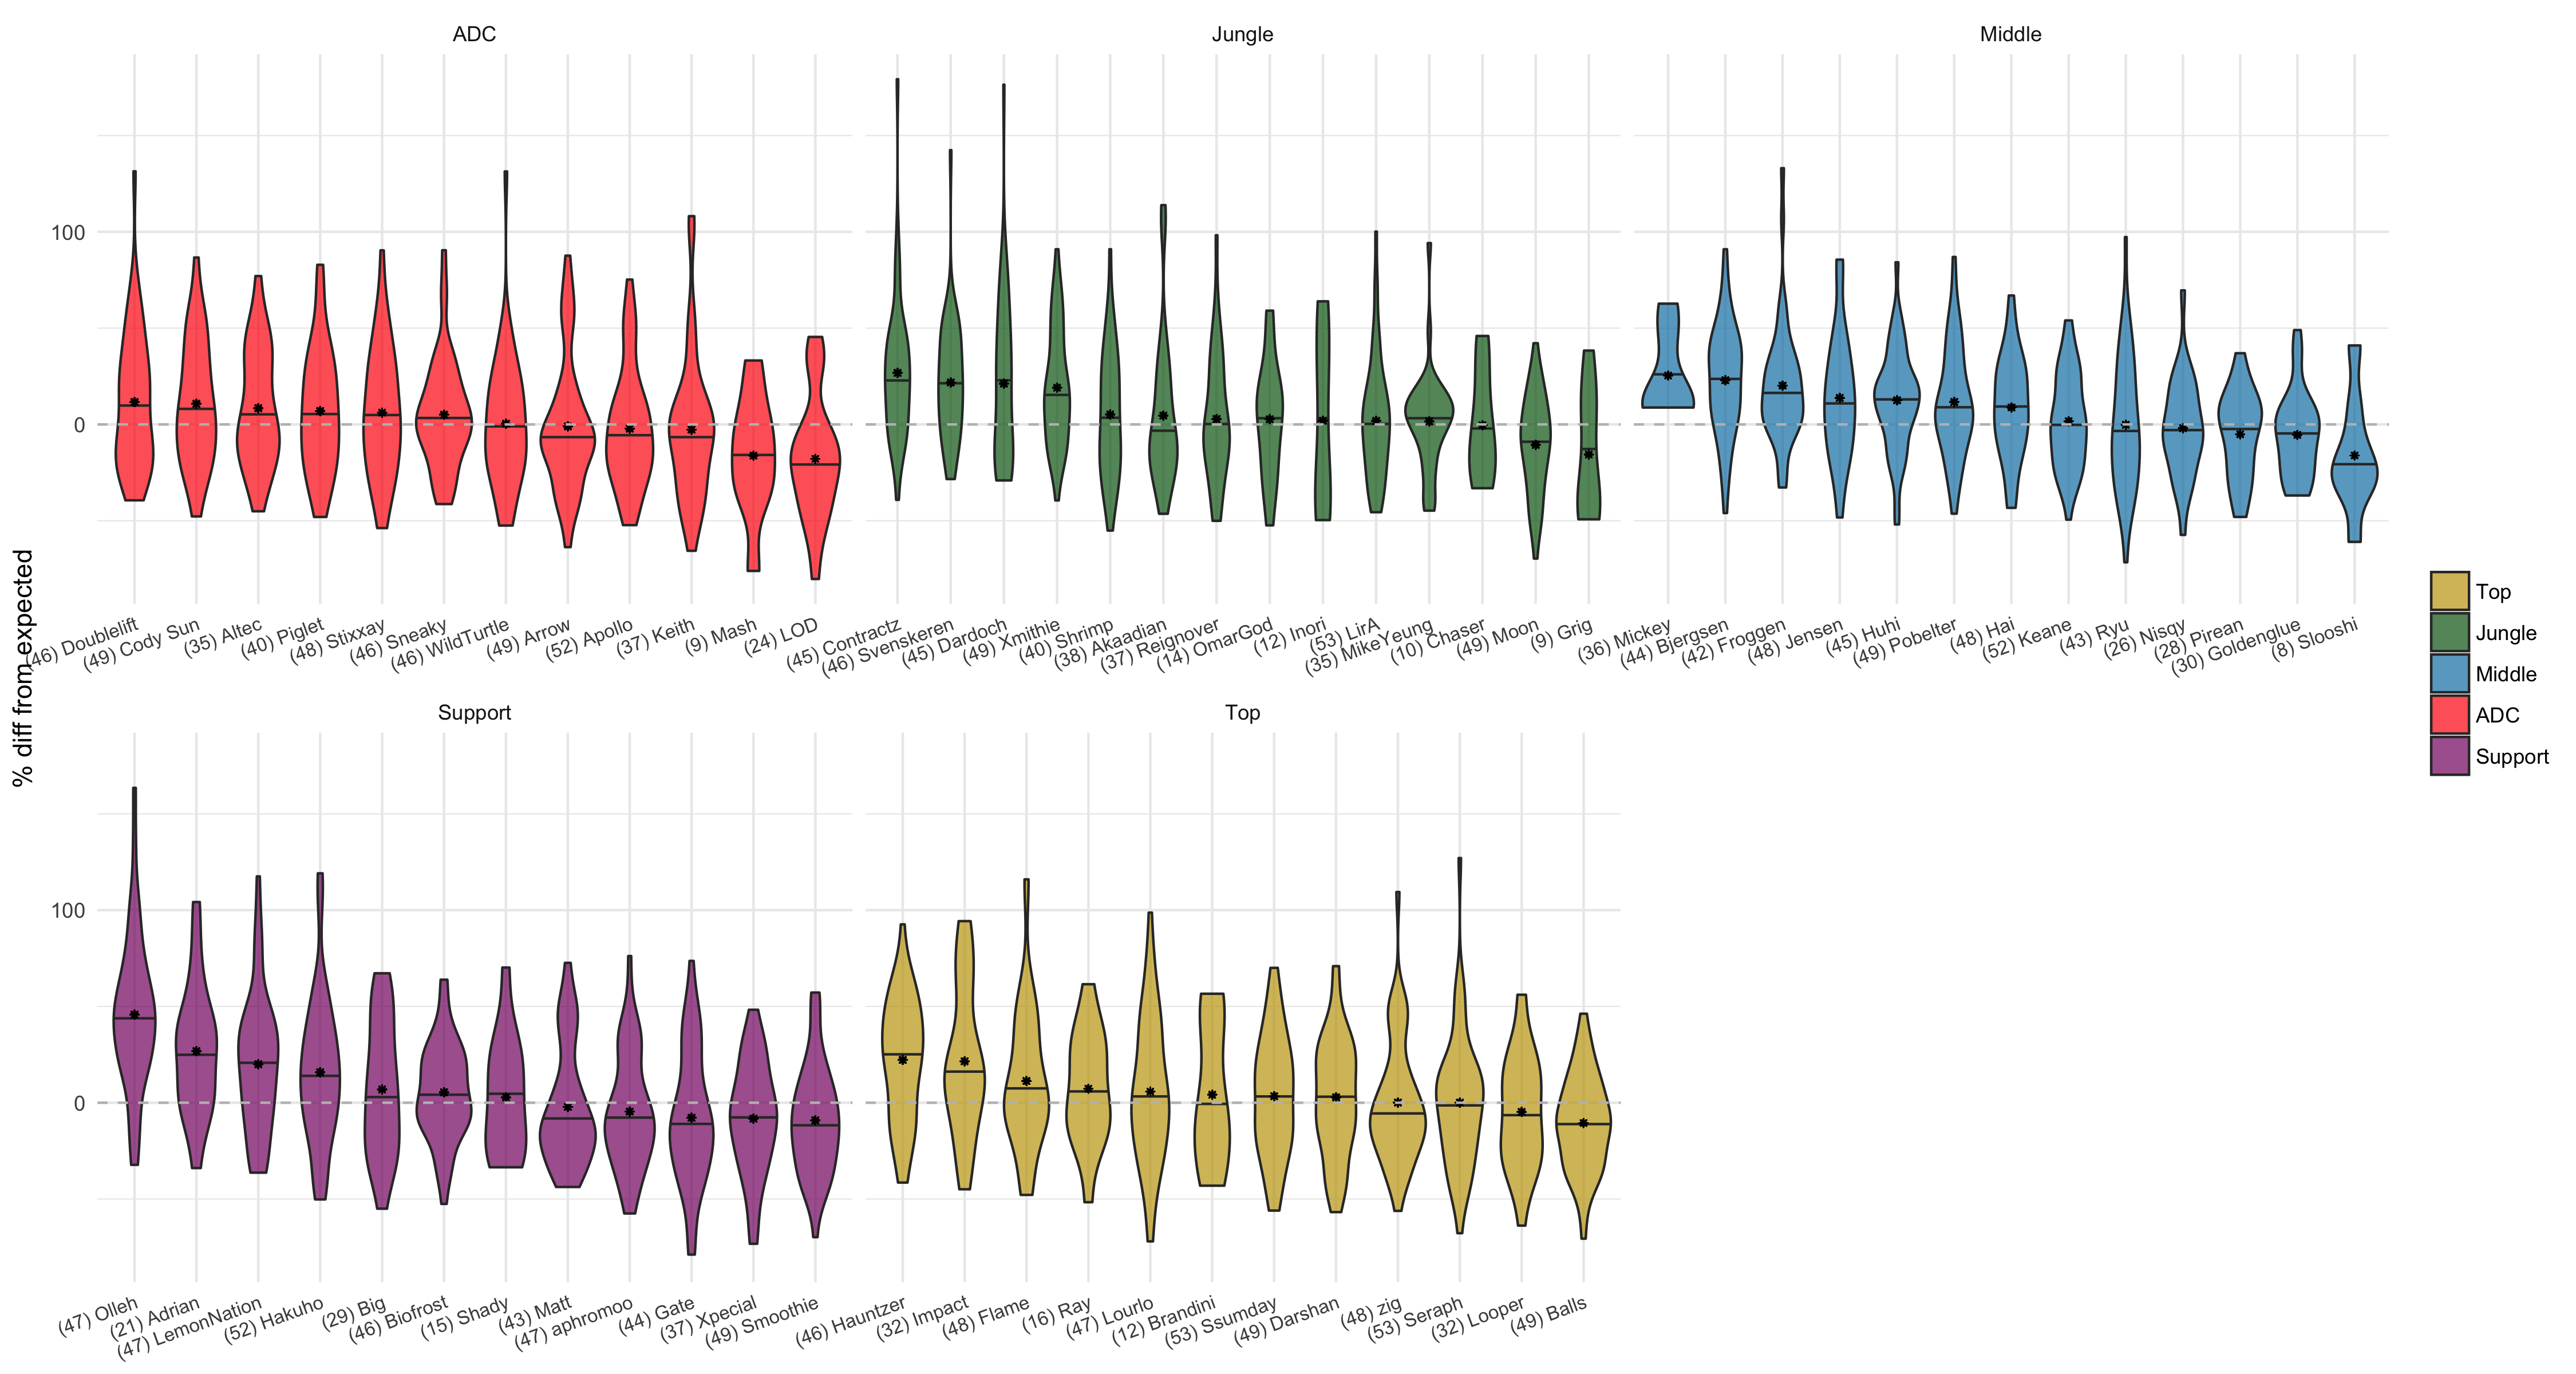 ADC
Jungle
Middle
100
0
(46) Doublelift
(49) Cody Sun
(35) Altec
(40) Piglet
(48) Stixxay
(46) Sneaky
(46) WildTurtle
(49) Arrow
(52) Apollo
(37) Keith
(9) Mash
(24) LOD
(45) Contractz
(46) Svenskeren
(45) Dardoch
(49) Xmithie
(40) Shrimp
(38) Akaadian
(37) Reignover
(14) OmarGod
(12) Inori
(53) LirA
(35) MikeYeung
(10) Chaser
(49) Moon
(9) Grig
(36) Mickey
(44) Bjergsen
(42) Froggen
(48) Jensen
(45) Huhi
(49) Pobelter
(48) Hai
(52) Keane
(43) Ryu
(26) Nisqy
(28) Pirean
(30) Goldenglue
(8) Slooshi
% diff from expected
Top
Jungle
Middle
ADC
Support
Support
Top
100
0
(47) Olleh
(21) Adrian
(47) LemonNation
(52) Hakuho
(29) Big
(46) Biofrost
(15) Shady
(43) Matt
(47) aphromoo
(44) Gate
(37) Xpecial
(49) Smoothie
(46) Hauntzer
(32) Impact
(48) Flame
(16) Ray
(47) Lourlo
(12) Brandini
(53) Ssumday
(49) Darshan
(48) zig
(53) Seraph
(32) Looper
(49) Balls